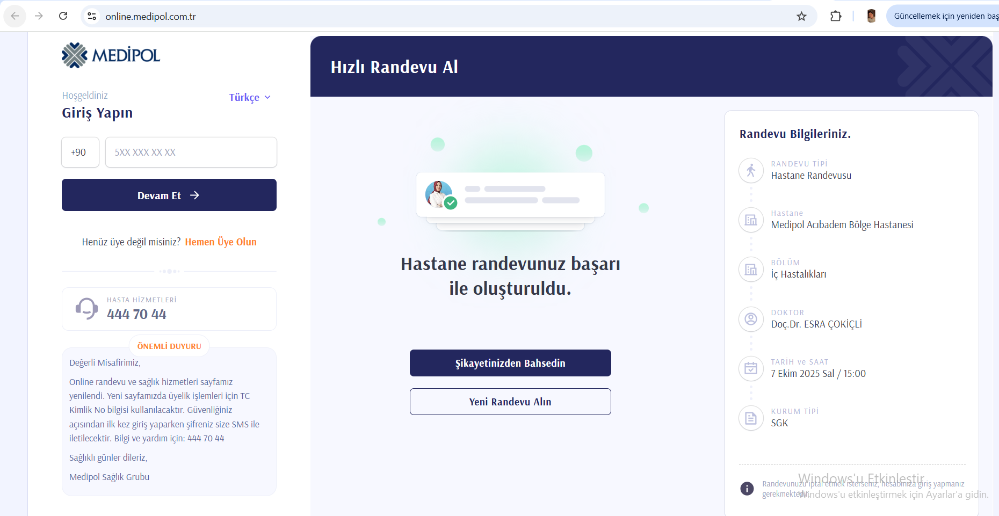 online.medipol.com.tr
Güncellemek için yeniden baş
MEDİPOL
Hoşgeldiniz
Türkçe
Giriş Yapın
+90
5XX XXX XX XX
Devam Et
Henüz üye değil misiniz? Hemen Üye Olun
HASTA HİZMETLERİ
444 70 44
ÖNEMLİ DUYURU
Değerli Misafirimiz,
Online randevu ve sağlık hizmetleri sayfamız
yenilendi. Yeni sayfamızda üyelik işlemleri için TC
Kimlik No bilgisi kullanılacaktır. Güvenliğiniz
açısından ilk kez giriş yaparken şifreniz size SMS ile
iletilecektir. Bilgi ve yardım için: 444 70 44
Sağlıklı günler dileriz,
Medipol Sağlık Grubu
Hızlı Randevu Al
Hastane randevunuz başarı
ile oluşturuldu.
Şikayetinizden Bahsedin
Yeni Randevu Alın
Randevu Bilgileriniz.
RANDEVU TİPİ
Hastane Randevusu
Hastane
Medipol Acıbadem Bölge Hastanesi
BÖLÜM
İç Hastalıkları
DOKTOR
Doç.Dr. ESRA ÇOKİÇLİ
TARİH ve SAAT
7 Ekim 2025 Sal / 15:00
KURUM TİPİ
SGK
Randevunuzu iptal etmek isterseniz, hesabınıza giriş yapmanız
gerekmektedir.
Windows'u Etkinleştir
Windows'u etkinleştirmek için Ayarlar'a gidin.